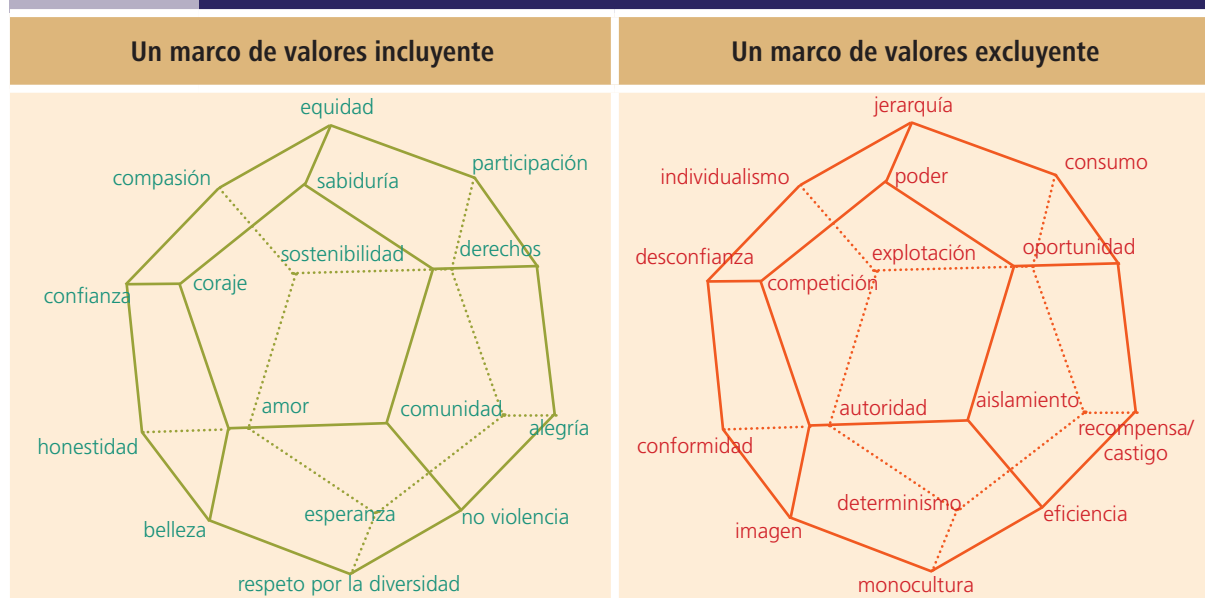 Un marco de valores incluyente
equidad
participación
compasión
sabiduría
sostenibilidad
derechos
coraje
confianza
amor
comunidad
alegría
honestidad
esperanza
no violencia
belleza
respeto por la diversidad
Un marco de valores excluyente
jerarquía
consumo
individualismo
poder
explotación
oportunidad
desconfianza
competición
autoridad
aislamiento
recompensa/
castigo
conformidad
determinismo
eficiencia
imagen
monocultura